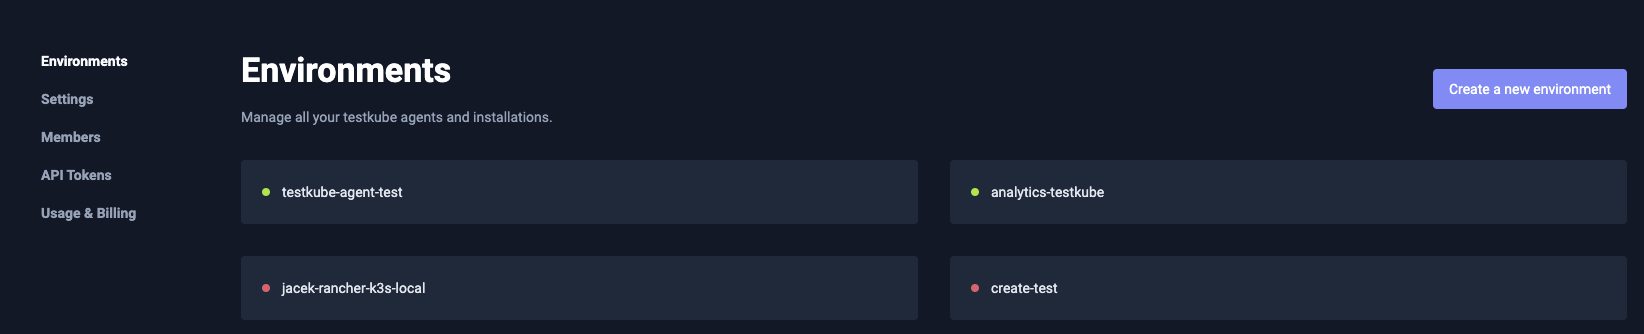 Environments
Settings
Members
API Tokens
Usage & Billing
Environments
Manage all your testkube agents and installations.
Create a new environment
testkube-agent-test
analytics-testkube
jacek-rancher-k3s-local
create-test